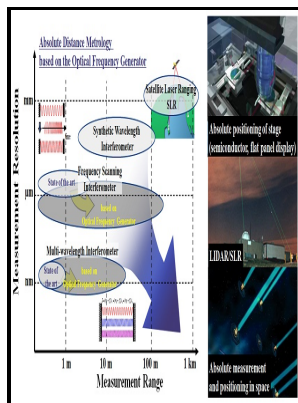 Absolute Distance Metrology
based on the Optical Frequency Generator
Measurement Resolution
mm
μm
nm
Satellite Laser Ranging
SLR
Synthetic Wavelength
Interferometer
Frequency Scanning
Interferometer
State of the art
based on
Optical Frequency Generator
Multi-wavelength Interferometer
State of
the art
based on
Optical Frequency Generator
1 m
10 m
100 m
1 km
Measurement Range
Absolute positioning of stage
(semiconductor, flat panel display)
LIDAR/SLR
Absolute measurement
and positioning in space